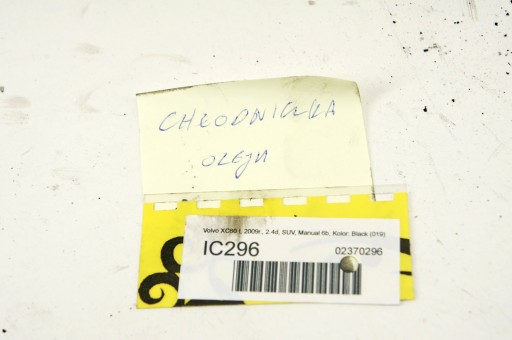 CHŁODNICZKA
OLEJU
Volvo XC60 I, 2009r., 2.4d, SUV, Manual 6b, Kolor: Black (019)
IC296
02370296